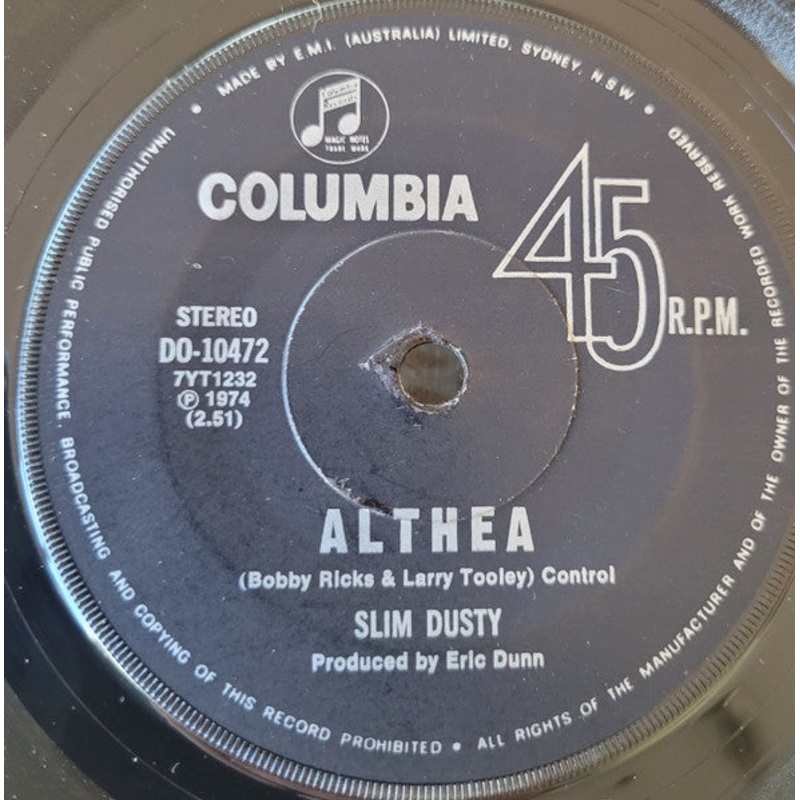 MADE BY E.M.I. (AUSTRALIA) LIMITED. SYDNEY, N.S.W. •
Columbia
Records
MAGIC NOTES
TRADE MARK
COLUMBIA
45 R.P.M.
STEREO
DO-10472
7YT1232
℗ 1974
(2.51)
ALTHEA
(Bobby Ricks & Larry Tooley) Control
SLIM DUSTY
Produced by Eric Dunn
UNAUTHORISED PUBLIC PERFORMANCE, BROADCASTING AND COPYING OF THIS RECORD PROHIBITED • ALL RIGHTS OF THE MANUFACTURER AND OF THE OWNER OF THE RECORDED WORK RESERVED